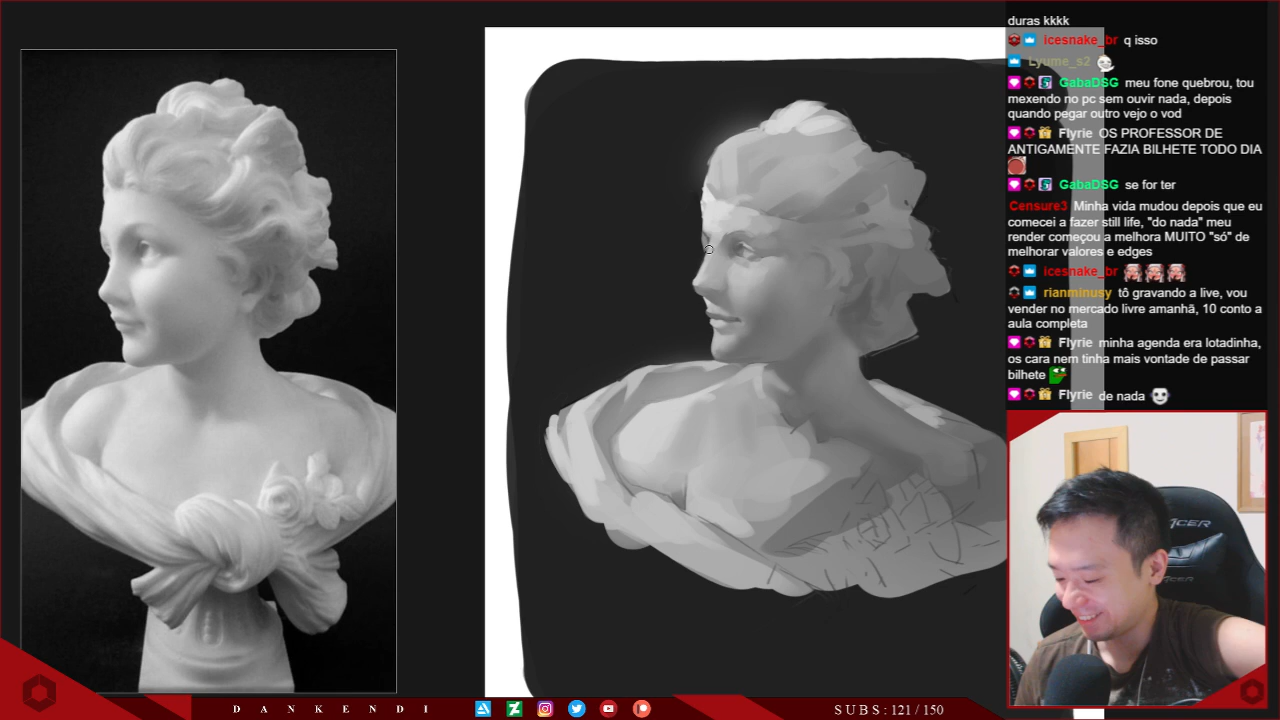 duras kkkk
icesnake_br q isso
Lyume_s2
GabaDSG meu fone quebrou, tou
mexendo no pc sem ouvir nada, depois
quando pegar outro vejo o vod
Flyrie OS PROFESSOR DE
ANTIGAMENTE FAZIA BILHETE TODO DIA
GabaDSG se for ter
Censure3 Minha vida mudou depois que eu
comecei a fazer still life, "do nada" meu
render começou a melhora MUITO "só" de
melhorar valores e edges
icesnake_br
rianminusy tô gravando a live, vou
vender no mercado livre amanhã, 10 conto a
aula completa
Flyrie minha agenda era lotadinha,
os cara nem tinha mais vontade de passar
bilhete
Flyrie de nada
DANKENDI
SUBS: 121 / 150